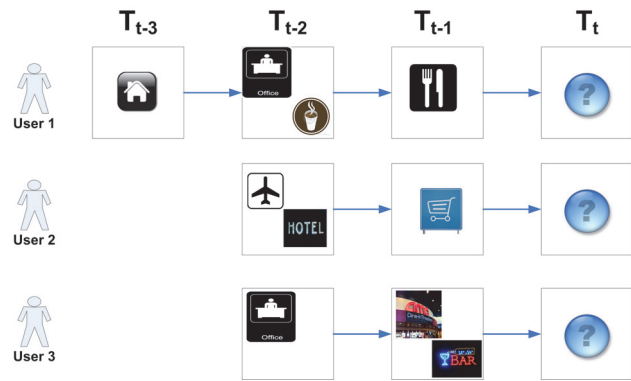 Tt-3 Tt-2 Tt-1 Tt
Office
User 1
?
HOTEL
User 2
?
Office
BAR
User 3
?